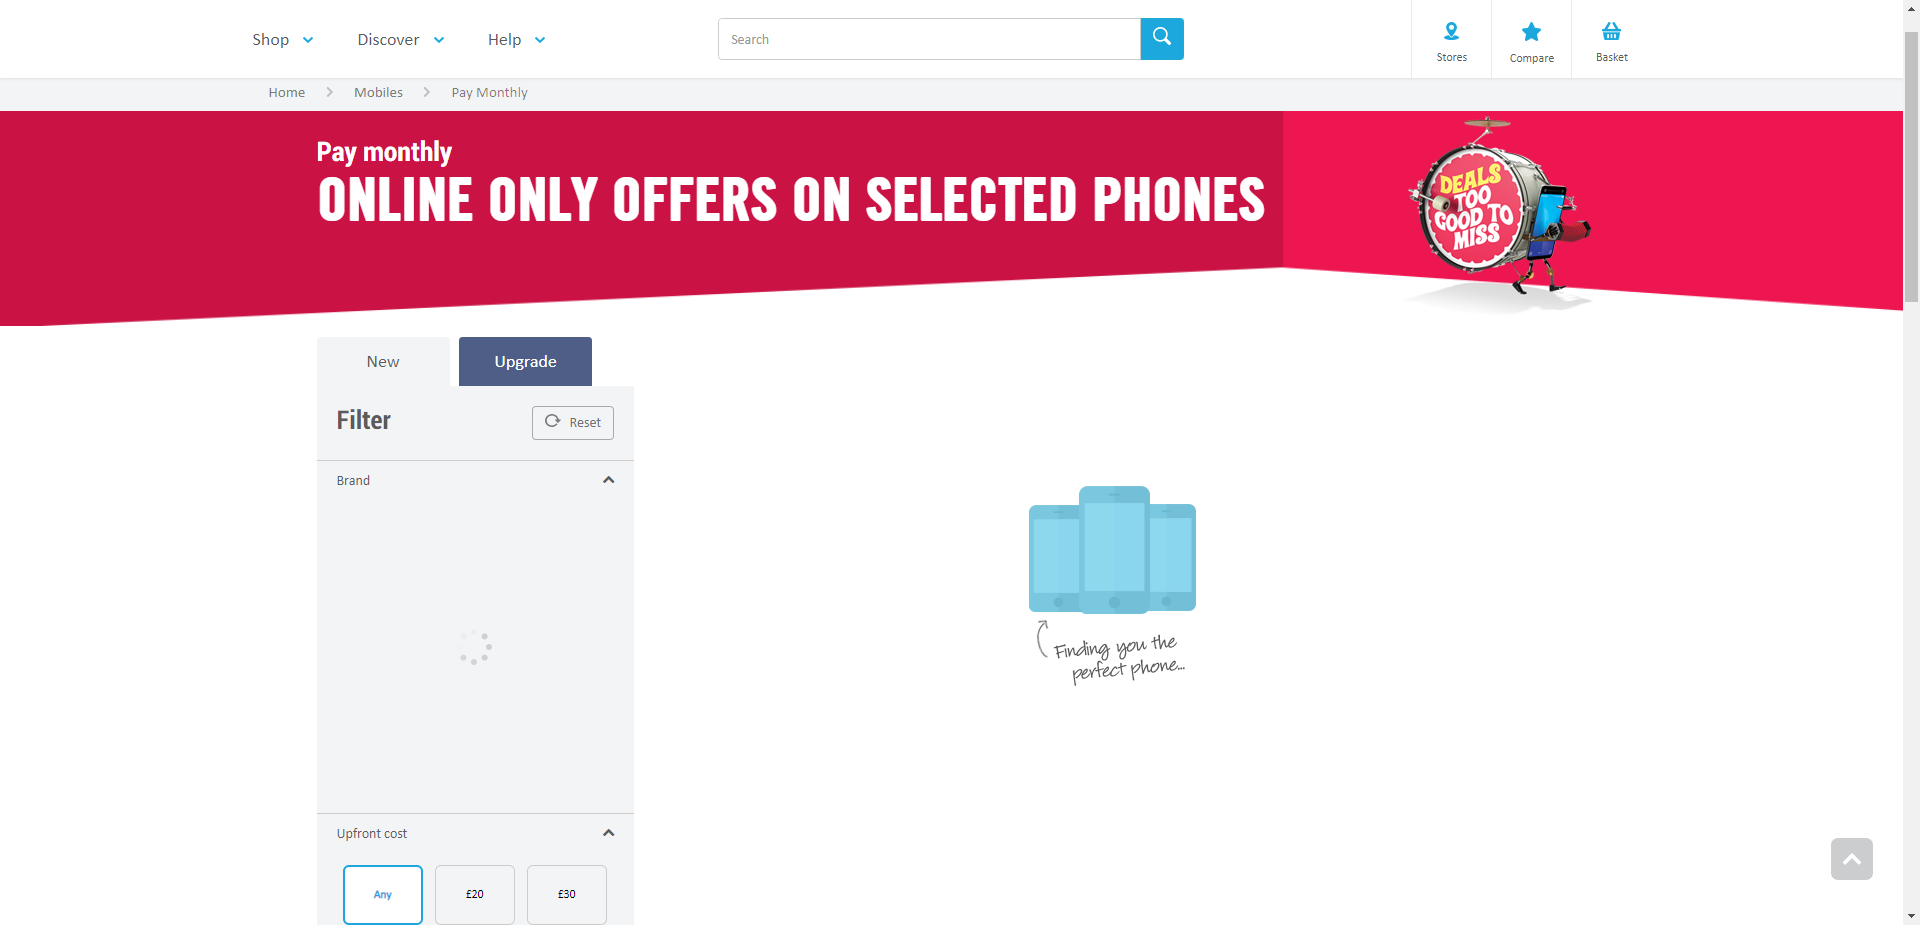 Shop
Discover
Help
Search
Stores
Compare
Basket
Home
Mobiles
Pay Monthly
Pay monthly
ONLINE ONLY OFFERS ON SELECTED PHONES
DEALS
TOO
GOOD TO
MISS
New
Upgrade
Filter
Reset
Brand
Finding you the
perfect phone...
Upfront cost
Any
£20
£30